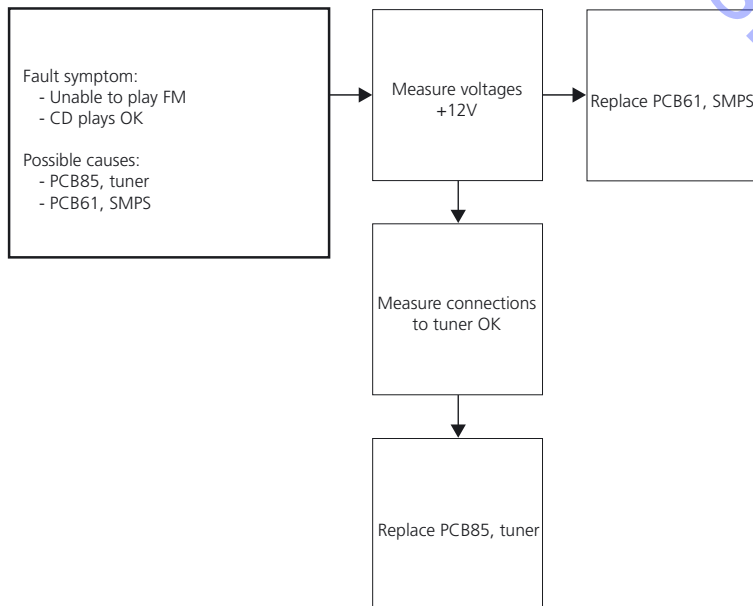 Fault symptom:
- Unable to play FM
- CD plays OK
Possible causes:
- PCB85, tuner
- PCB61, SMPS
Measure voltages
+12V
Replace PCB61, SMPS
Measure connections
to tuner OK
Replace PCB85, tuner